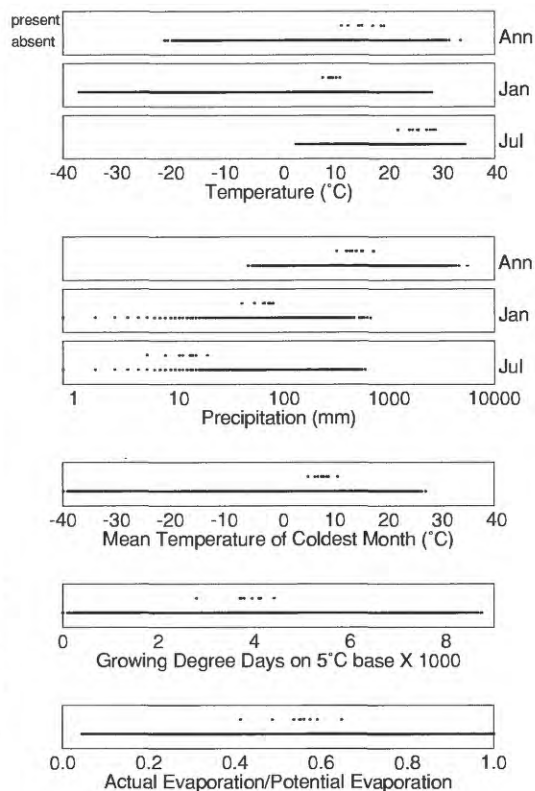 present
absent
Ann
Jan
Jul
-40 -30 -20 -10 0 10 20 30 40
Temperature (˚C)
Ann
Jan
Jul
1 10 100 1000 10000
Precipitation (mm)
-40 -30 -20 -10 0 10 20 30 40
Mean Temperature of Coldest Month (˚C)
0 2 4 6 8
Growing Degree Days on 5˚C base X 1000
0.0 0.2 0.4 0.6 0.8 1.0
Actual Evaporation/Potential Evaporation